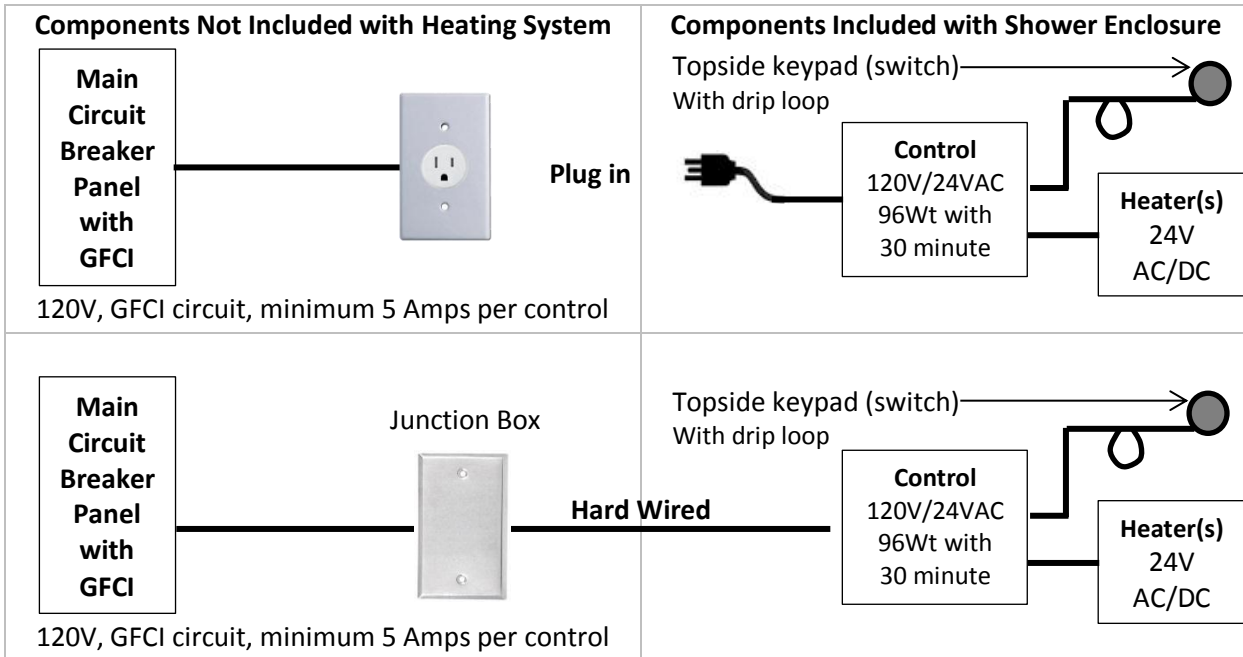 Components Not Included with Heating System
Main
Circuit
Breaker
Panel
with
GFCI
Plug in
120V, GFCI circuit, minimum 5 Amps per control
Components Included with Shower Enclosure
Topside keypad (switch)
With drip loop
Control
120V/24VAC
96Wt with
30 minute
Heater(s)
24V
AC/DC
Main
Circuit
Breaker
Panel
with
GFCI
Junction Box
Hard Wired
120V, GFCI circuit, minimum 5 Amps per control
Topside keypad (switch)
With drip loop
Control
120V/24VAC
96Wt with
30 minute
Heater(s)
24V
AC/DC